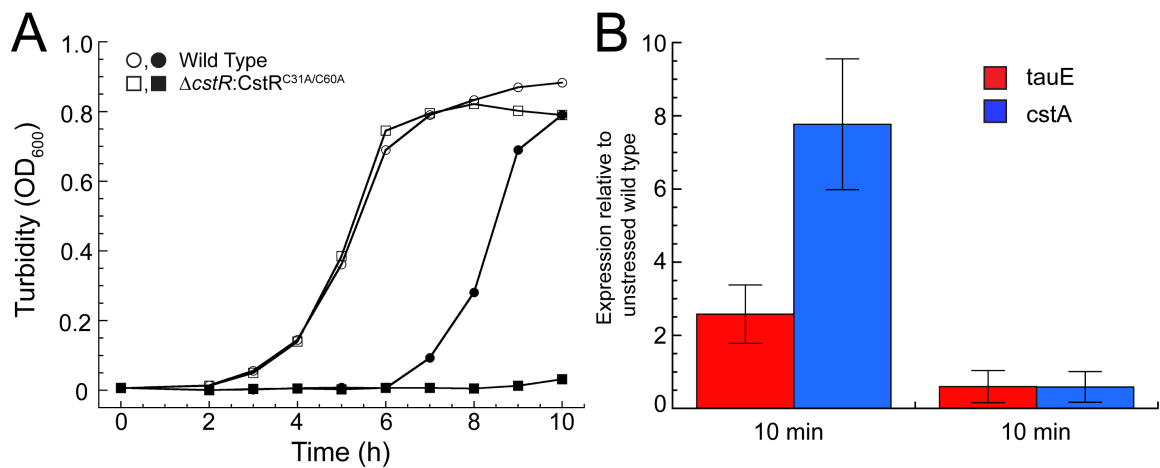 A
1.0
0.8
0.6
0.4
0.2
0
Turbidity (OD600)
○,● Wild Type
□,■ ΔcstR:CstRC31A/C60A
0 2 4 6 8 10
Time (h)
B
10
8
6
4
2
0
Expression relative to
unstressed wild type
tauE
cstA
10 min 10 min